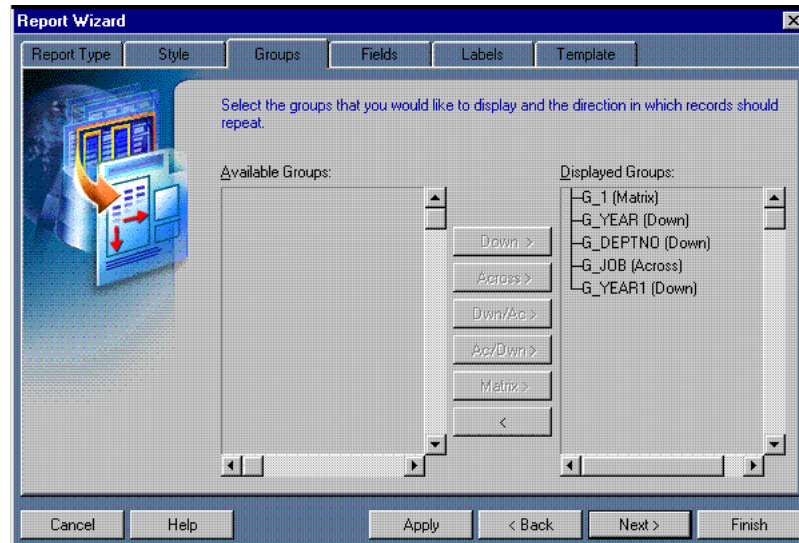 Report Wizard
Report Type Style Groups Fields Labels Template
Select the groups that you would like to display and the direction in which records should
repeat.
Available Groups: Displayed Groups:
G_1 (Matrix)
G_YEAR (Down)
G_DEPTNO (Down)
G_JOB (Across)
G_YEAR1 (Down)
Down >
Across >
Dwn/Ac >
Ac/Dwn >
Matrix >
<
Cancel Help Apply < Back Next > Finish